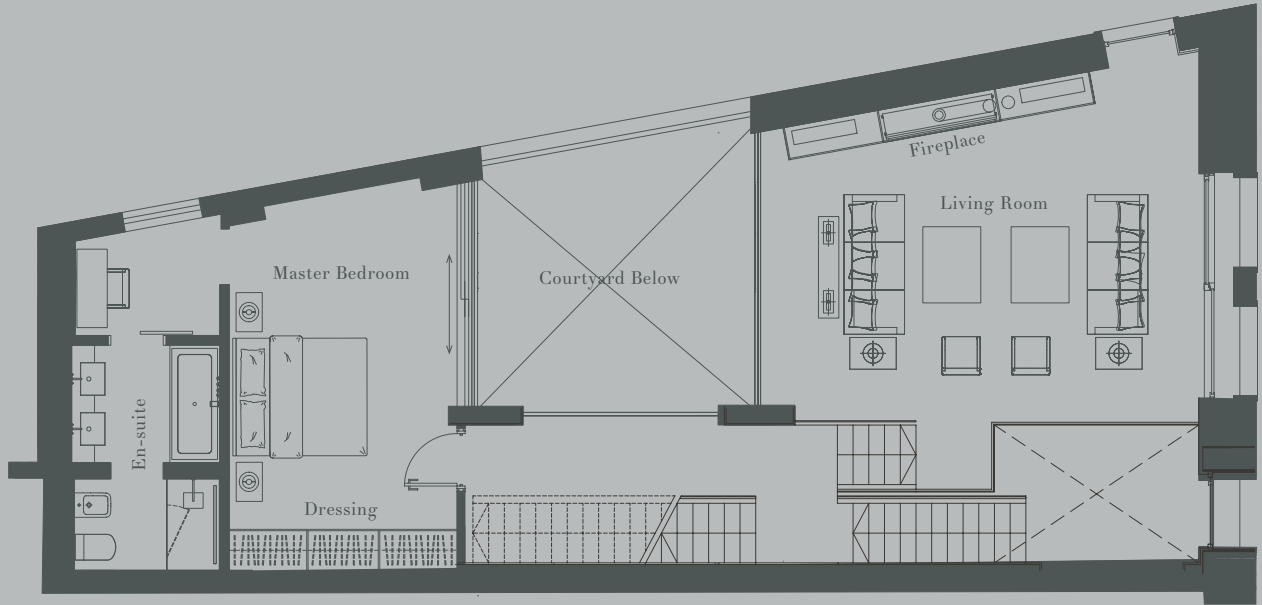 Fireplace
Living Room
Master Bedroom
Courtyard Below
En-suite
Dressing